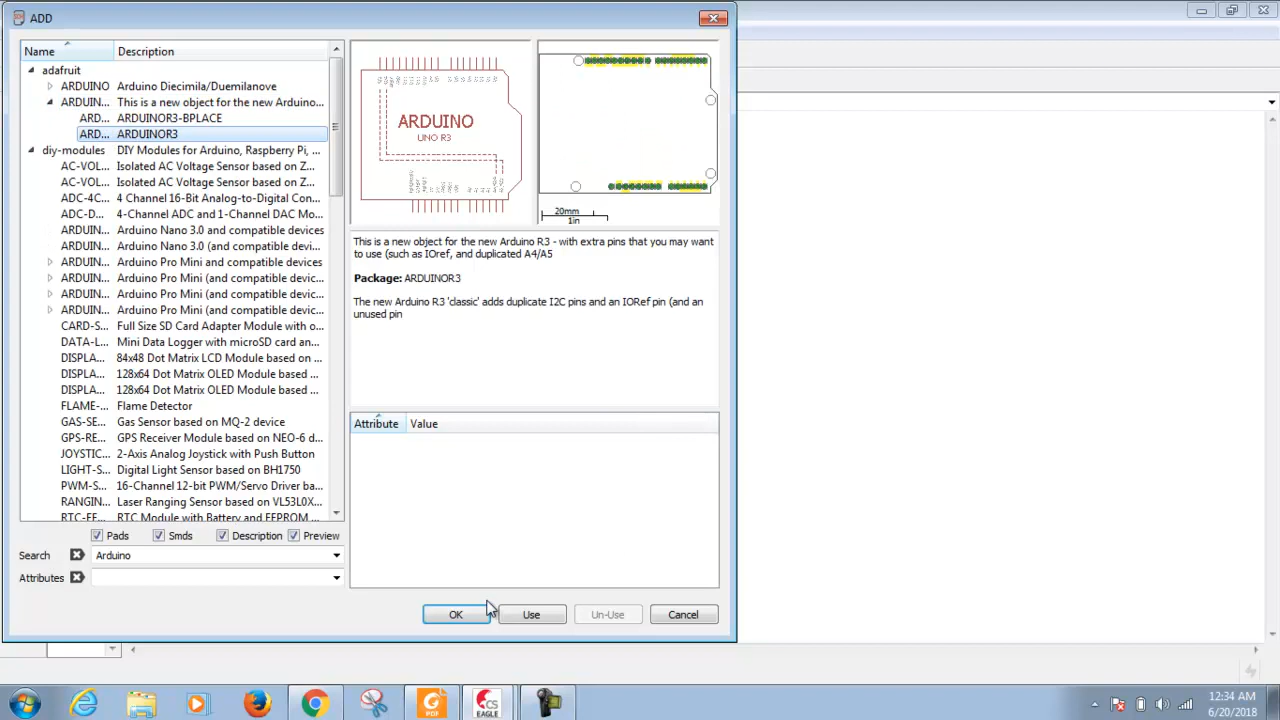 ADD
Name Description
adafruit
ARDUINO Arduino Diecimila/Duemilanove
ARDUIN... This is a new object for the new Arduino...
ARD... ARDUINOR3-BPLACE
ARD... ARDUINOR3
diy-modules DIY Modules for Arduino, Raspberry Pi, ...
AC-VOL... Isolated AC Voltage Sensor based on Z...
AC-VOL... Isolated AC Voltage Sensor based on Z...
ADC-4C... 4 Channel 16-Bit Analog-to-Digital Con...
ADC-D... 4-Channel ADC and 1-Channel DAC Mo...
ARDUIN... Arduino Nano 3.0 and compatible devices
ARDUIN... Arduino Nano 3.0 (and compatible devi...
ARDUIN... Arduino Pro Mini and compatible devices
ARDUIN... Arduino Pro Mini (and compatible devic...
ARDUIN... Arduino Pro Mini (and compatible devic...
ARDUIN... Arduino Pro Mini (and compatible devic...
CARD-S... Full Size SD Card Adapter Module with o...
DATA-L... Mini Data Logger with microSD card an...
DISPLA... 84x48 Dot Matrix LCD Module based on...
DISPLA... 128x64 Dot Matrix OLED Module based ...
DISPLA... 128x64 Dot Matrix OLED Module based ...
FLAME-... Flame Detector
GAS-SE... Gas Sensor based on MQ-2 device
GPS-RE... GPS Receiver Module based on NEO-6 d...
JOYSTIC... 2-Axis Analog Joystick with Push Button
LIGHT-S... Digital Light Sensor based on BH1750
PWM-S... 16-Channel 12-bit PWM/Servo Driver ba...
RANGIN... Laser Ranging Sensor based on VL53L0X...
RTC-EE... RTC Module with Battery and EEPROM ...
Pads Smds Description Preview
Search Arduino
Attributes
ARDUINO
UNO R3
20mm
1in
This is a new object for the new Arduino R3 - with extra pins that you may want
to use (such as IOref, and duplicated A4/A5
Package: ARDUINOR3
The new Arduino R3 'classic' adds duplicate I2C pins and an IORef pin (and an
unused pin
Attribute Value
OK Use Un-Use Cancel
PDF
CS
EAGLE
12:34 AM
6/20/2018